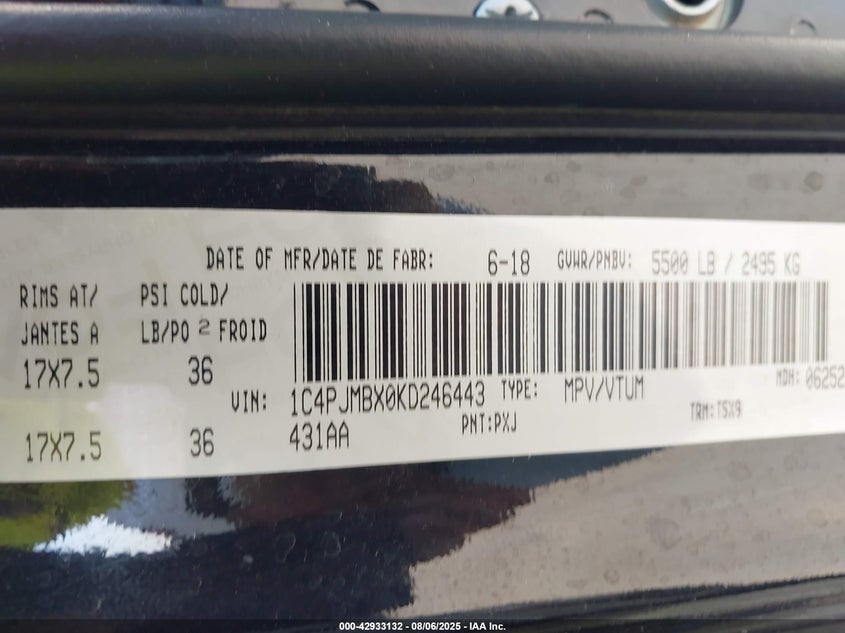 DATE OF MFR/DATE DE FABR: 6-18 GVWR/PNBV: 5500 LB / 2495 KG
RIMS AT/ PSI COLD/
JANTES A LB/PO 2 FROID
17X7.5 36
VIN: 1C4PJMBX0KD246443 TYPE: MPV/VTUM MDH: 06252
431AA PNT:PXJ TRM:TSX9
17X7.5 36
000-42933132 - 08/06/2025 - IAA Inc.